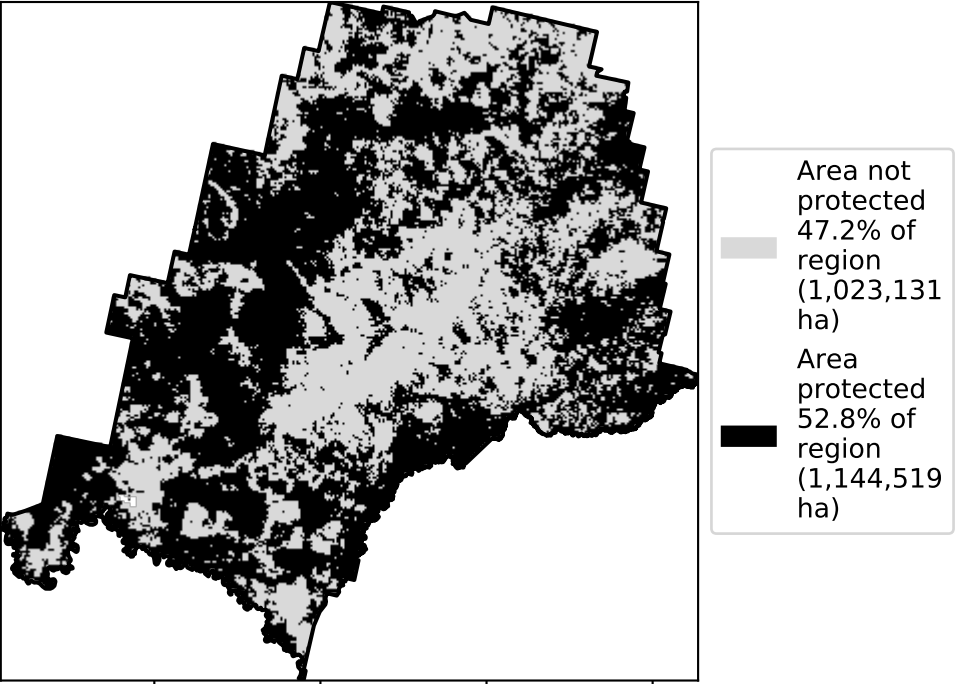 Area not
protected
47.2% of
region
(1,023,131
ha)
Area
protected
52.8% of
region
(1,144,519
ha)